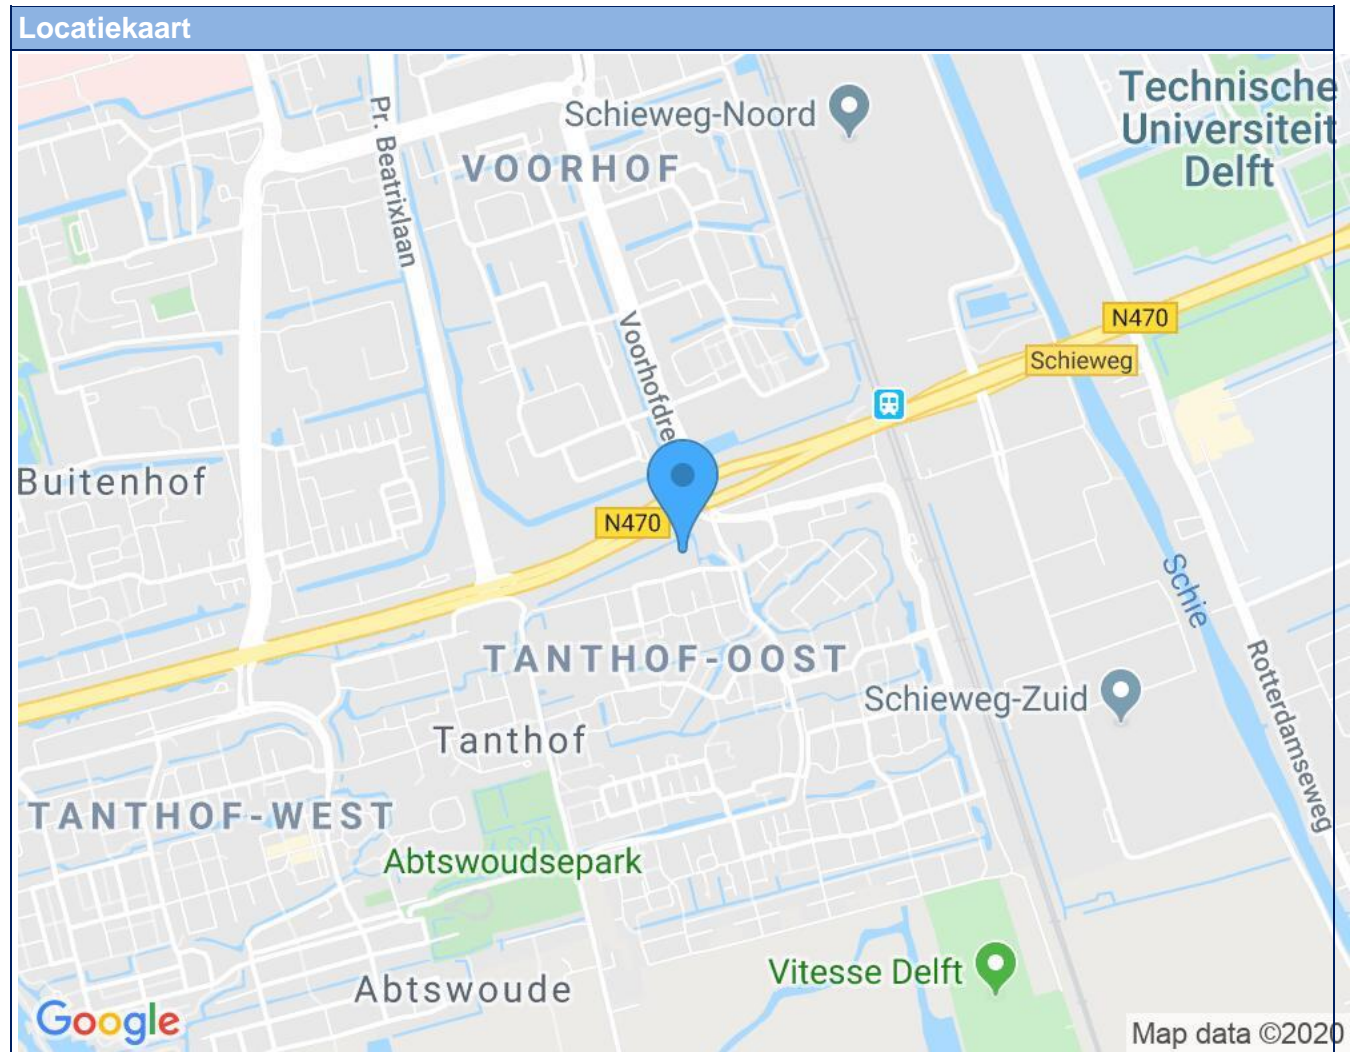 Locatiekaart
Technische
Universiteit
Delft
Schieweg-Noord
Pr. Beatrixlaan
VOORHOF
N470
Voorhofdre
Schieweg
Buitenhof
N470
Schie
TANTHOF-OOST
Rotterdamseweg
Schieweg-Zuid
Tanthof
TANTHOF-WEST
Abtswoudsepark
Vitesse Delft
Abtswoude
Google
Map data ©2020